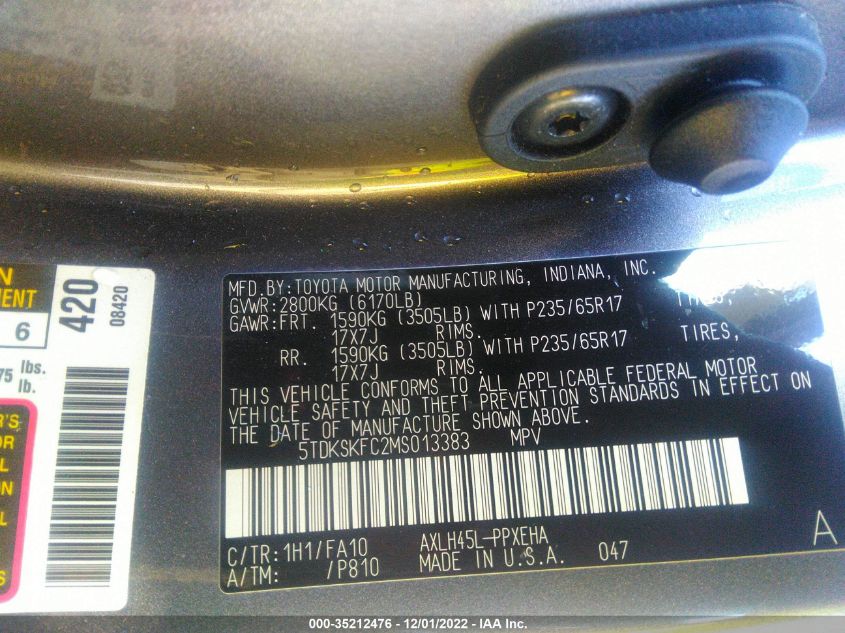 MFD. BY: TOYOTA MOTOR MANUFACTURING, INDIANA, INC.
GVWR: 2800KG (6170LB)
GAWR: FRT. 1590KG (3505LB) WITH P235/65R17 TIRES,
17X7J RIMS.
RR. 1590KG (3505LB) WITH P235/65R17 TIRES,
17X7J RIMS.
THIS VEHICLE CONFORMS TO ALL APPLICABLE FEDERAL MOTOR
VEHICLE SAFETY AND THEFT PREVENTION STANDARDS IN EFFECT ON
THE DATE OF MANUFACTURE SHOWN ABOVE.
5TDKSKFC2MS013383 MPV
C/TR: 1H1/FA10 AXLH45L-PPXEHA
A/TM: /P810 MADE IN U.S.A. 047
A
6
lbs.
lb.
420
08420
000-35212476 - 12/01/2022 - IAA Inc.